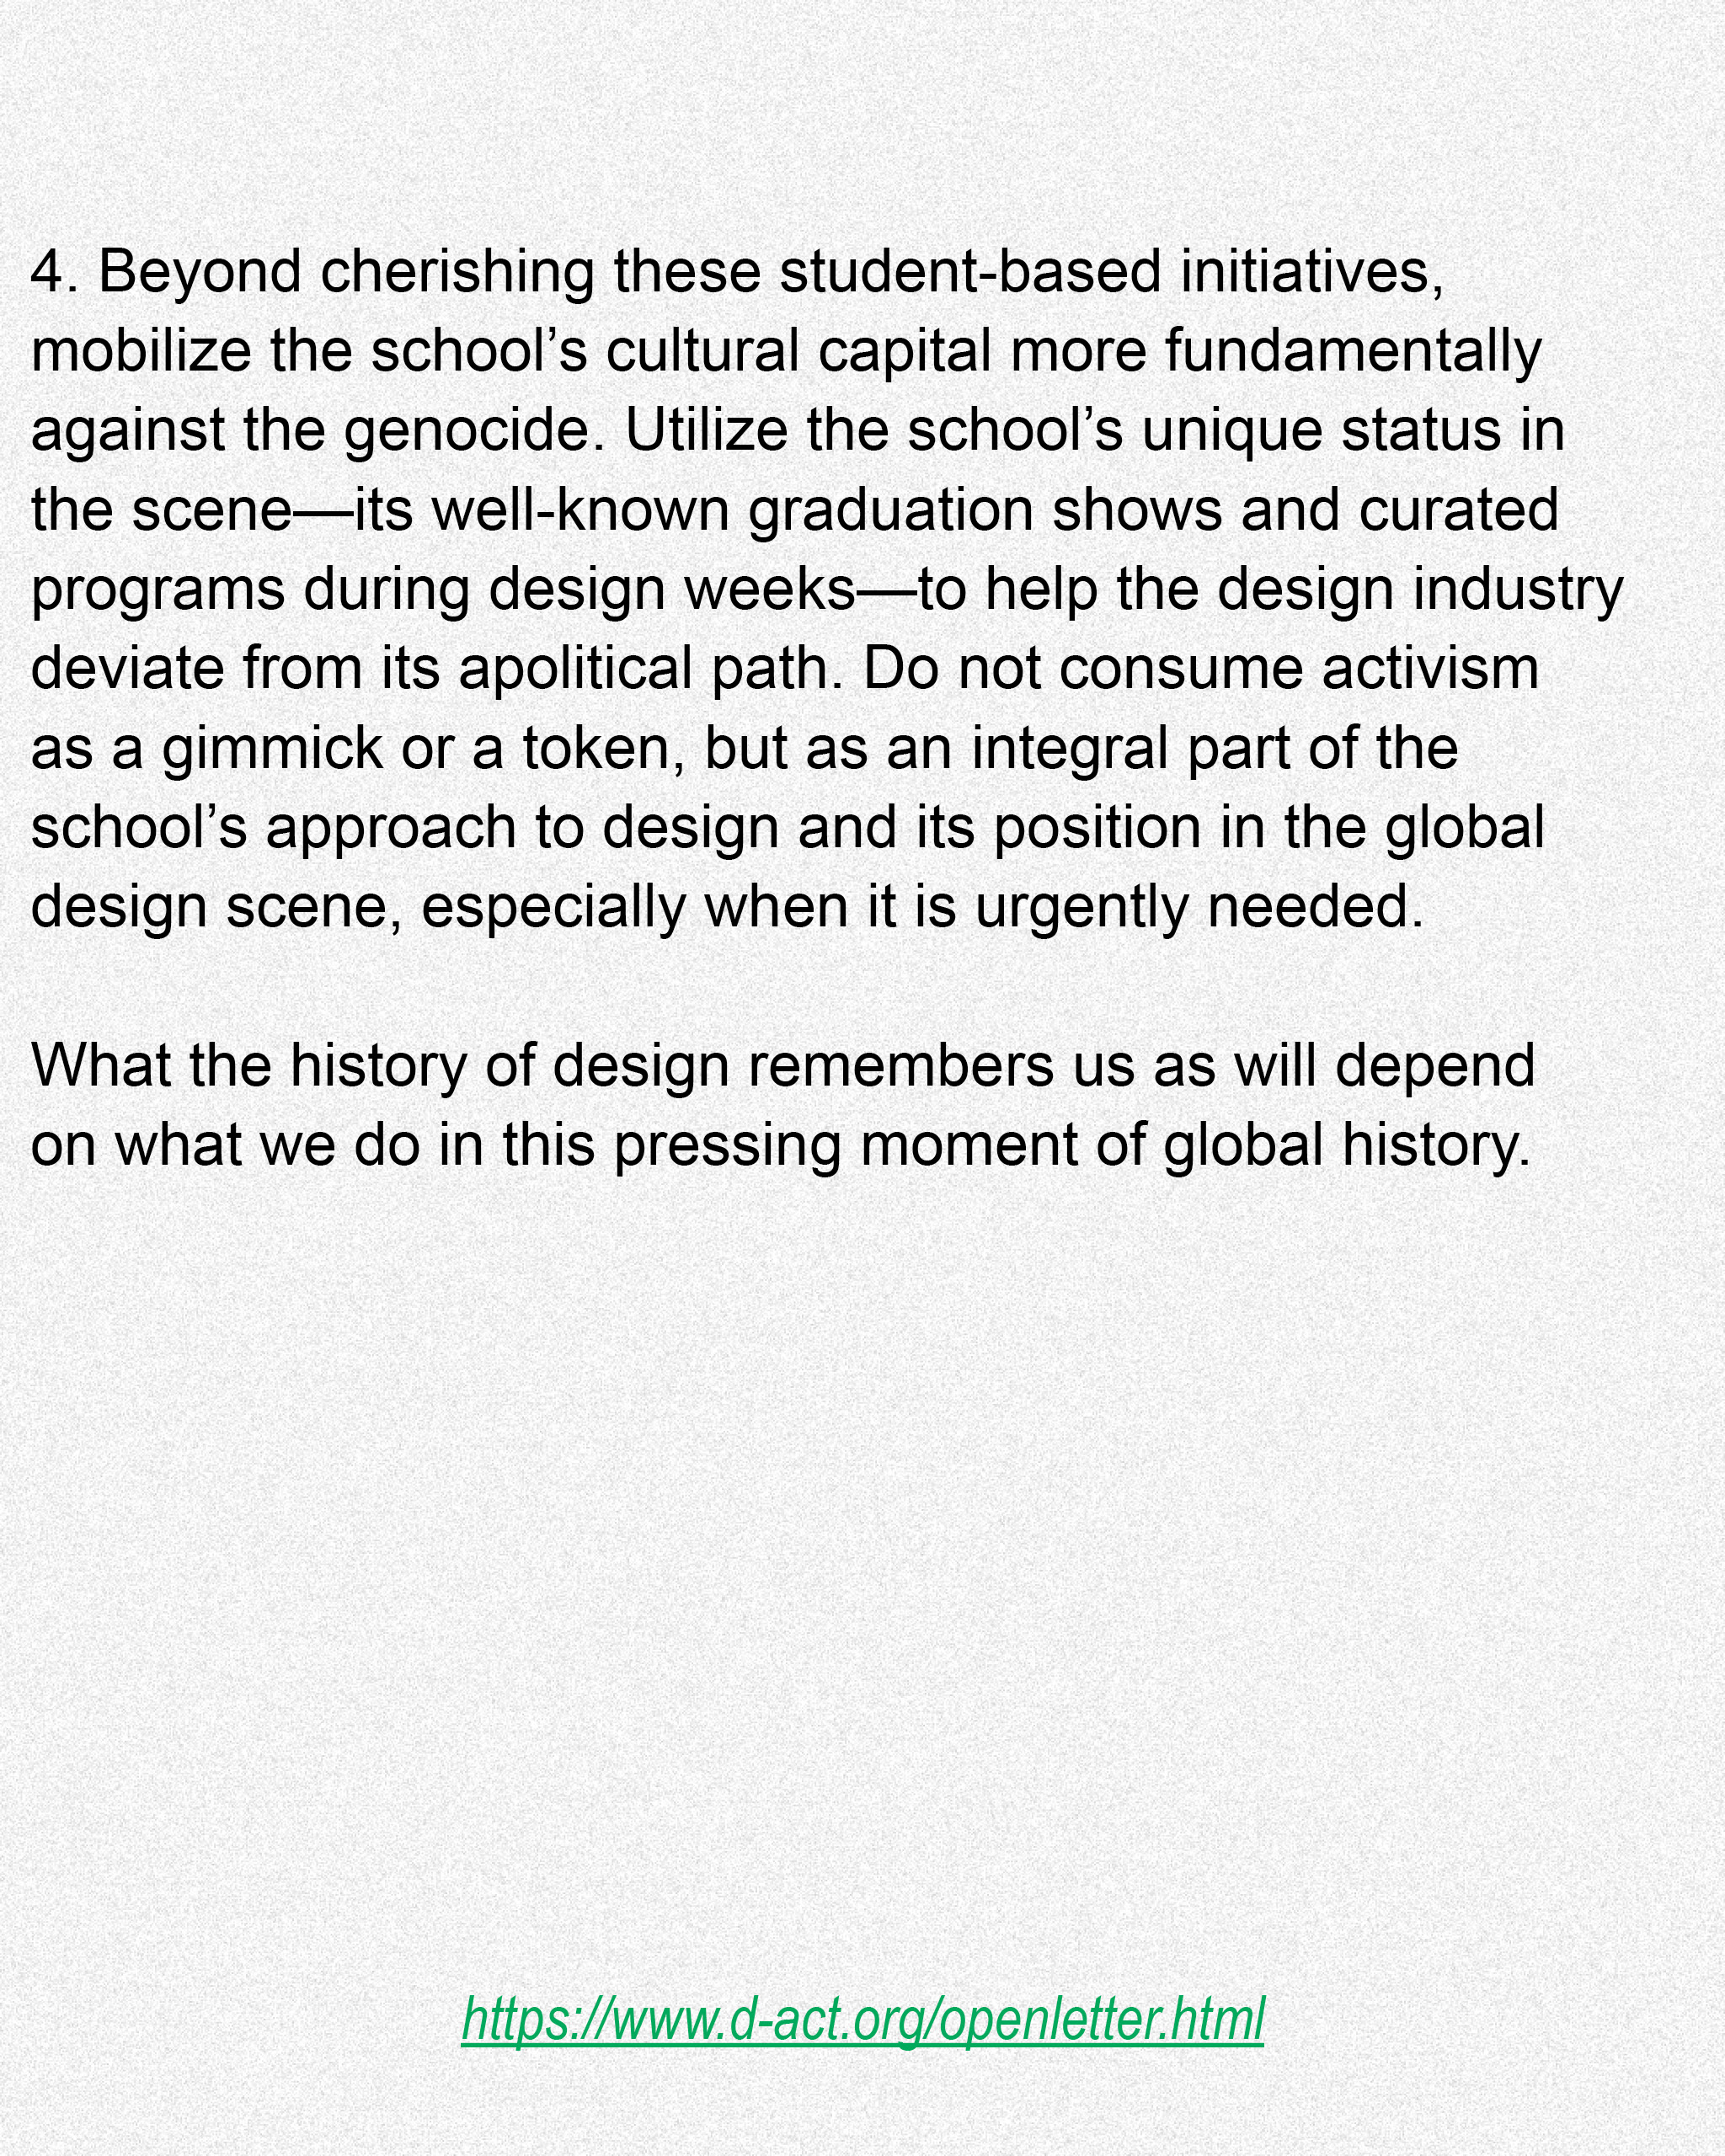 4. Beyond cherishing these student-based initiatives,
mobilize the school’s cultural capital more fundamentally
against the genocide. Utilize the school’s unique status in
the scene—its well-known graduation shows and curated
programs during design weeks—to help the design industry
deviate from its apolitical path. Do not consume activism
as a gimmick or a token, but as an integral part of the
school’s approach to design and its position in the global
design scene, especially when it is urgently needed.
What the history of design remembers us as will depend
on what we do in this pressing moment of global history.
https://www.d-act.org/openletter.html